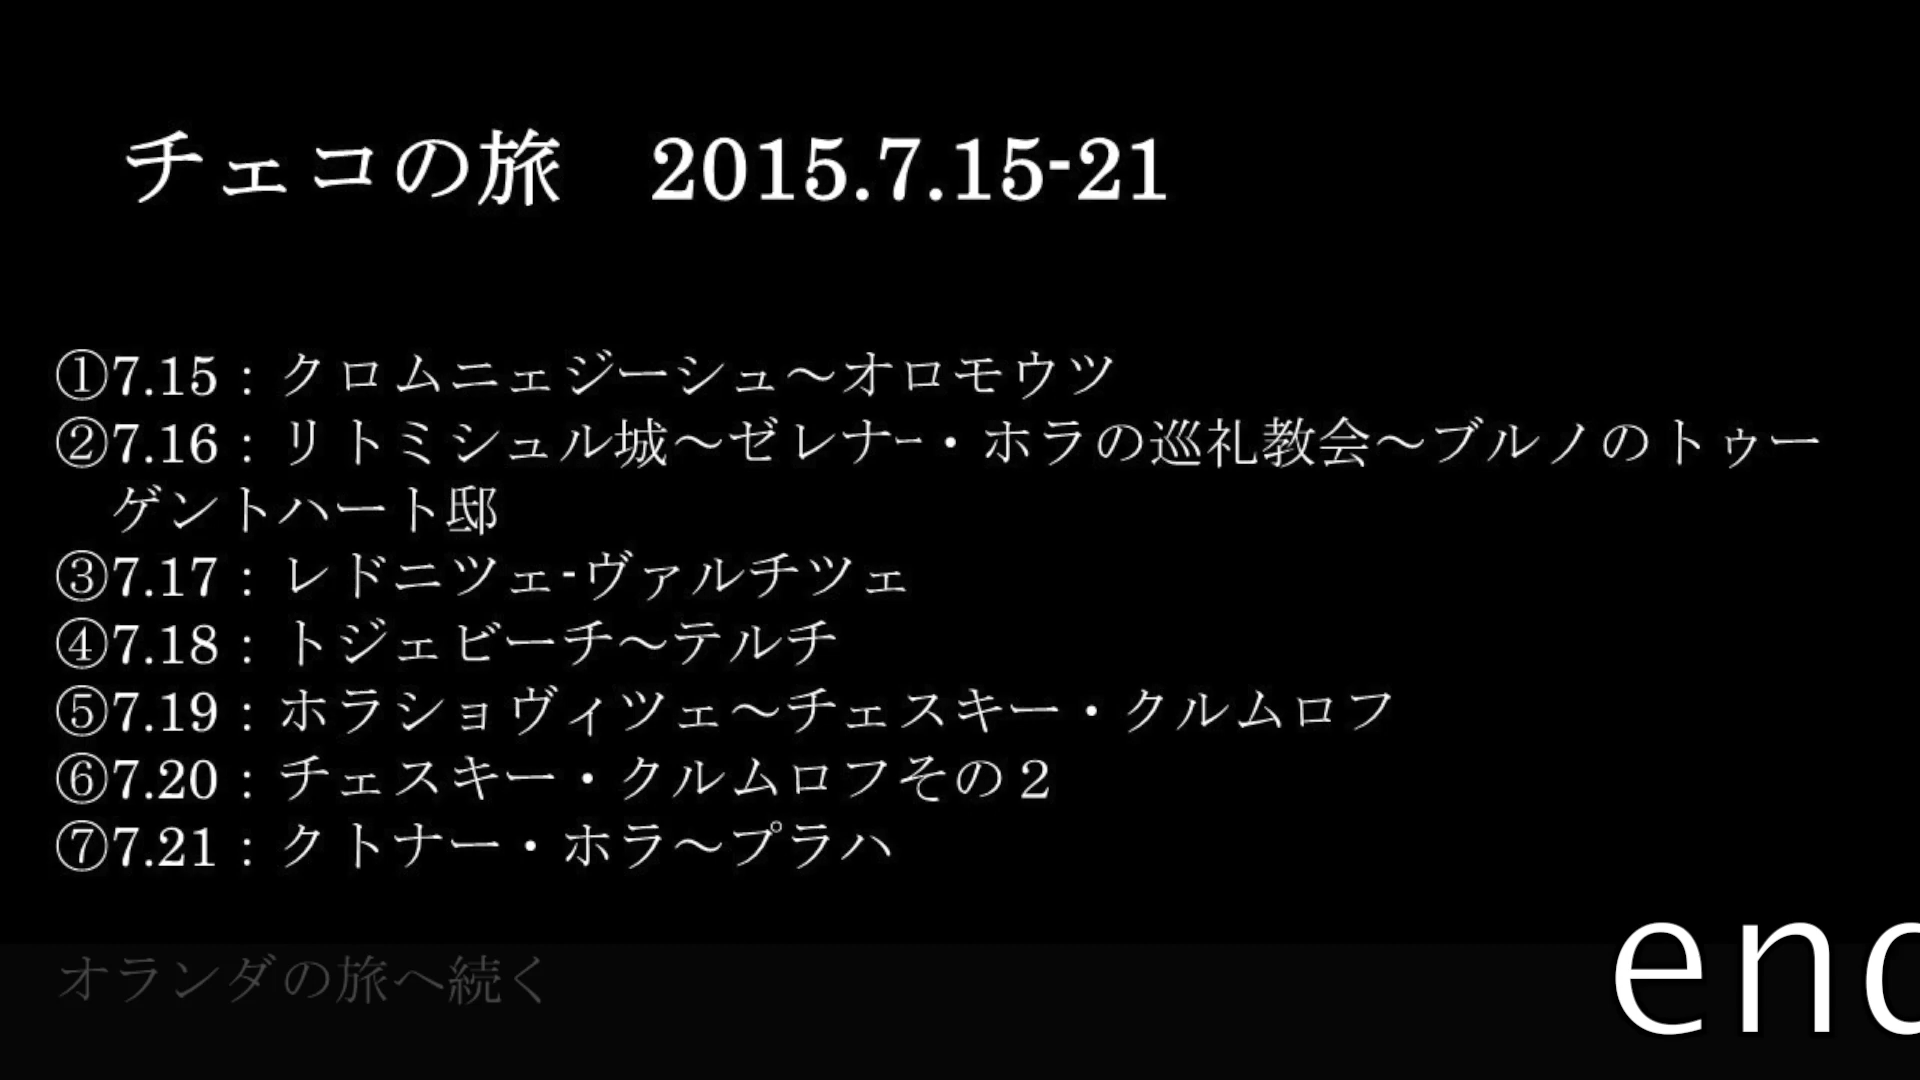 チェコの旅　2015.7.15-21
①7.15：クロムニェジーシュ～オロモウツ
②7.16：リトミシュル城～ゼレナー・ホラの巡礼教会～ブルノのトゥー
ゲントハート邸
③7.17：レドニツェ-ヴァルチツェ
④7.18：トジェビーチ～テルチ
⑤7.19：ホラショヴィツェ～チェスキー・クルムロフ
⑥7.20：チェスキー・クルムロフその２
⑦7.21：クトナー・ホラ～プラハ
オランダの旅へ続く